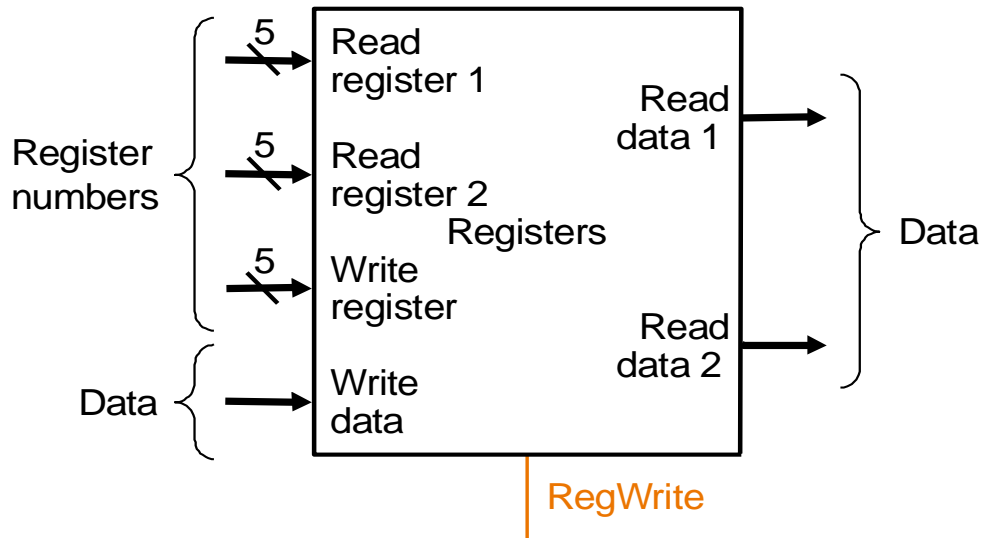 Register
numbers
Data
5
Read
register 1
5
Read
register 2
Registers
5
Write
register
Write
data
Read
data 1
Read
data 2
Data
RegWrite